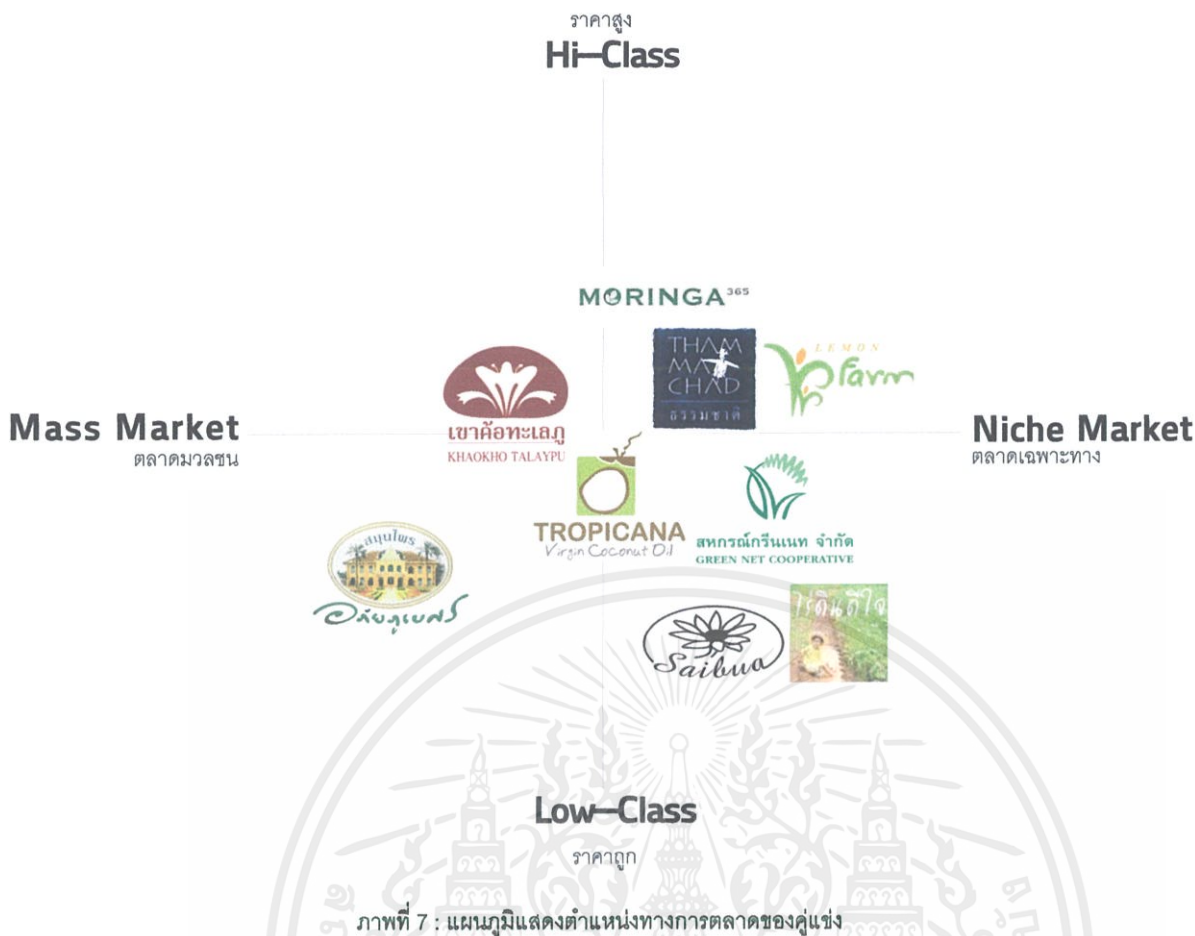 ราคาสูง
Hi-Class
MORINGA365
THAM
MA
CHAD
ธรรมชาติ
LEMON
farm
เขาค้อทะเลภู
KHAOKHO TALAYPU
Mass Market
ตลาดมวลชน
Niche Market
ตลาดเฉพาะทาง
TROPICANA
Virgin Coconut Oil
สหกรณ์กรีนเนท จำกัด
GREEN NET COOPERATIVE
สมุนไพร
อภัยภูเบศร
Saibua
ไร่ดินดีใจ
Low-Class
ราคาถูก
ภาพที่ 7 : แผนภูมิแสดงตำแหน่งทางการตลาดของคู่แข่ง